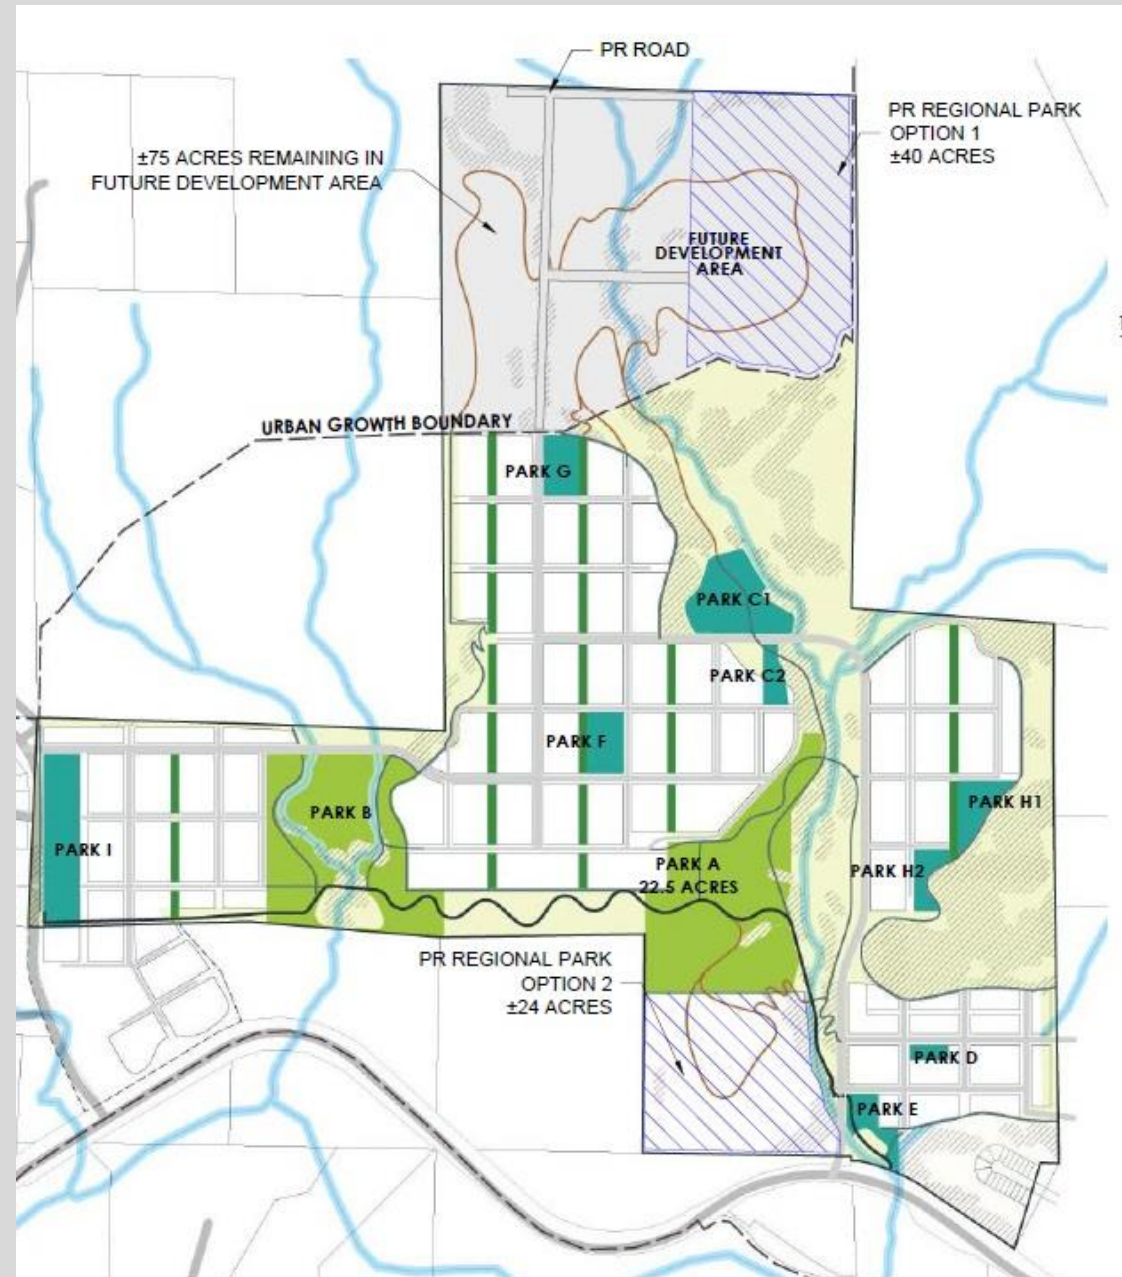 PR ROAD
PR REGIONAL PARK
OPTION 1
±40 ACRES
±75 ACRES REMAINING IN
FUTURE DEVELOPMENT AREA
FUTURE
DEVELOPMENT
AREA
URBAN GROWTH BOUNDARY
PARK G
PARK C1
PARK C2
PARK F
PARK B
PARK H1
PARK I
PARK A
22.5 ACRES
PARK H2
PR REGIONAL PARK
OPTION 2
±24 ACRES
PARK D
PARK E